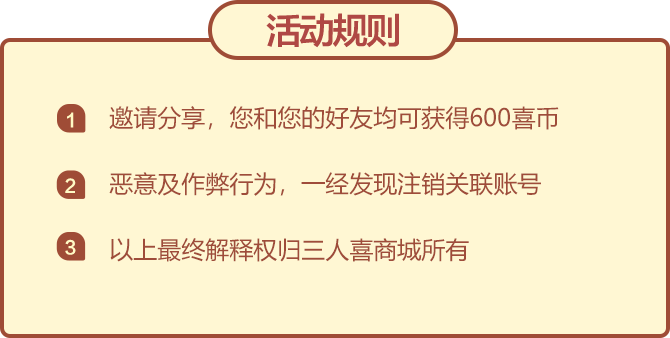 活动规则
1 邀请分享，您和您的好友均可获得600喜币
2 恶意及作弊行为，一经发现注销关联账号
3 以上最终解释权归三人喜商城所有